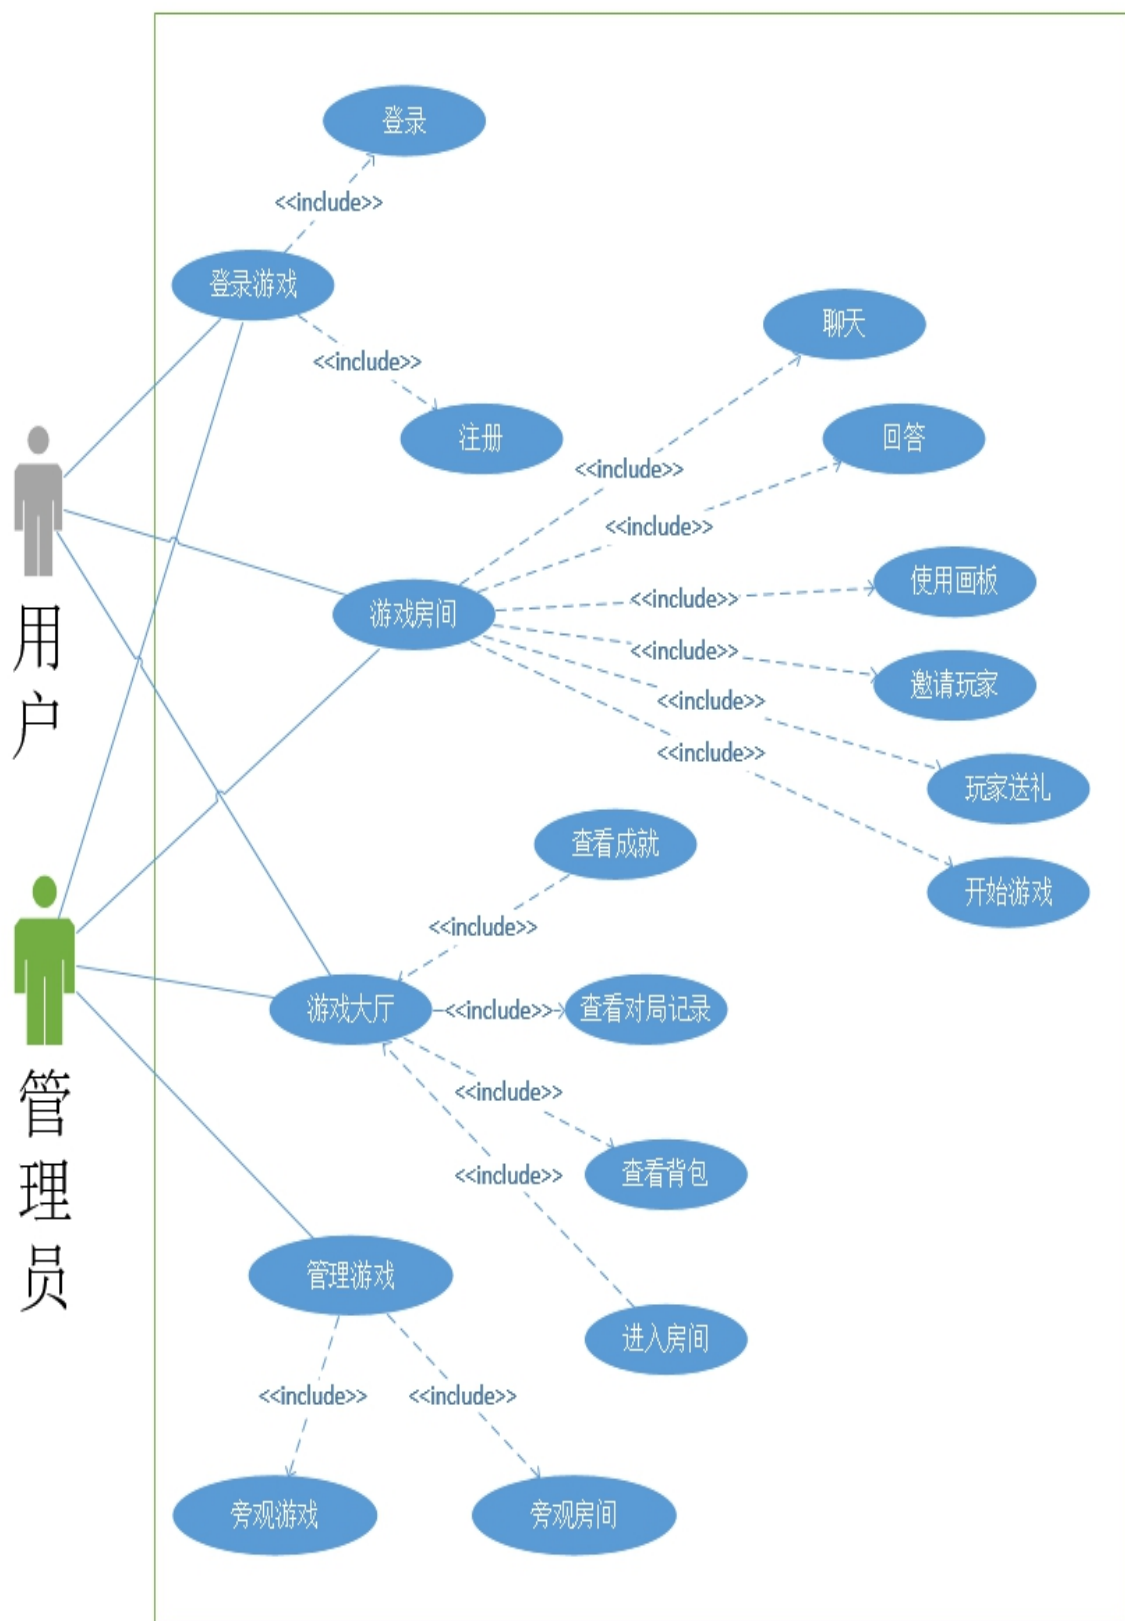 登录
<<include>>
登录游戏
<<include>>
注册
聊天
<<include>>
回答
<<include>>
使用画板
<<include>>
游戏房间
<<include>>
邀请玩家
<<include>>
玩家送礼
<<include>>
开始游戏
用户
查看成就
<<include>>
游戏大厅
<<include>>
查看对局记录
<<include>>
查看背包
<<include>>
进入房间
管理员
管理游戏
<<include>>
<<include>>
旁观游戏
旁观房间